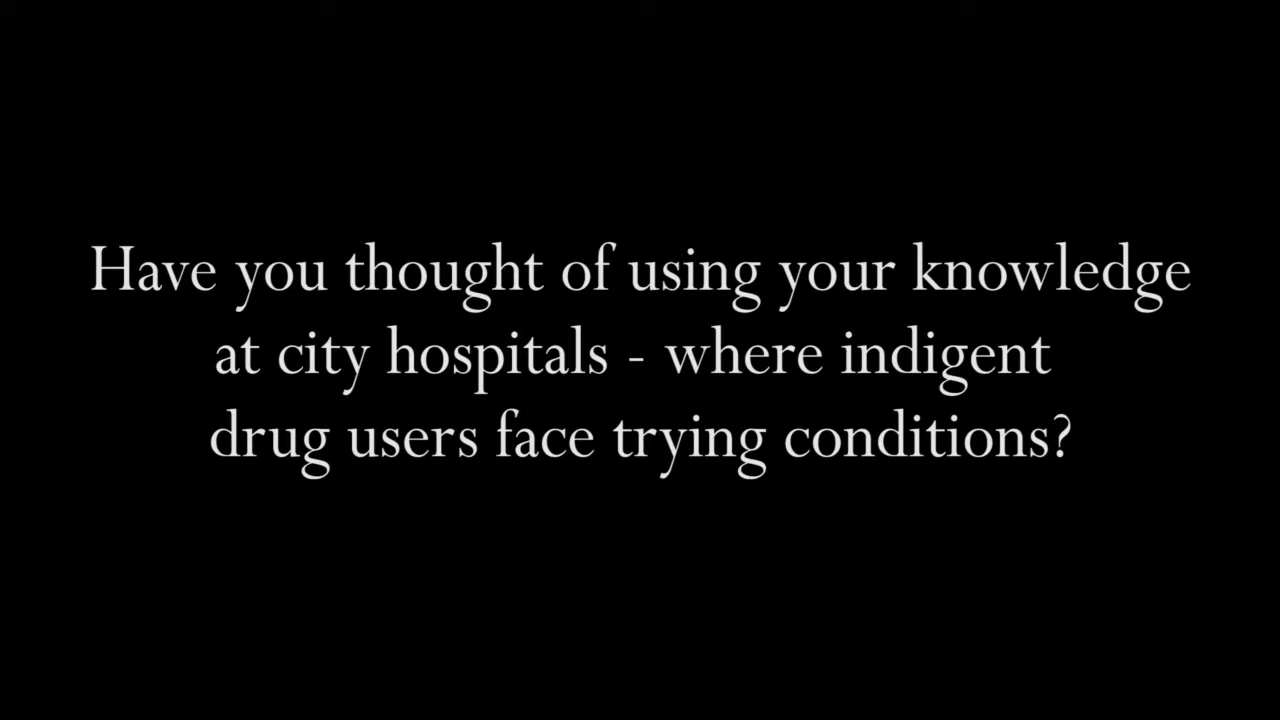 Have you thought of using your knowledge
at city hospitals - where indigent
drug users face trying conditions?